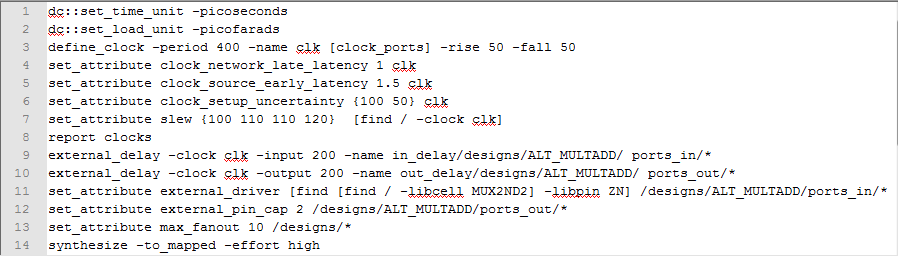 1 dc::set_time_unit -picoseconds
2 dc::set_load_unit -picofarads
3 define_clock -period 400 -name clk [clock_ports] -rise 50 -fall 50
4 set_attribute clock_network_late_latency 1 clk
5 set_attribute clock_source_early_latency 1.5 clk
6 set_attribute clock_setup_uncertainty {100 50} clk
7 set_attribute slew {100 110 110 120}  [find / -clock clk]
8 report clocks
9 external_delay -clock clk -input 200 -name in_delay/designs/ALT_MULTADD/ ports_in/*
10 external_delay -clock clk -output 200 -name out_delay/designs/ALT_MULTADD/ ports_out/*
11 set_attribute external_driver [find [find / -libcell MUX2ND2] -libpin ZN] /designs/ALT_MULTADD/ports_in/*
12 set_attribute external_pin_cap 2 /designs/ALT_MULTADD/ports_out/*
13 set_attribute max_fanout 10 /designs/*
14 synthesize -to_mapped -effort high